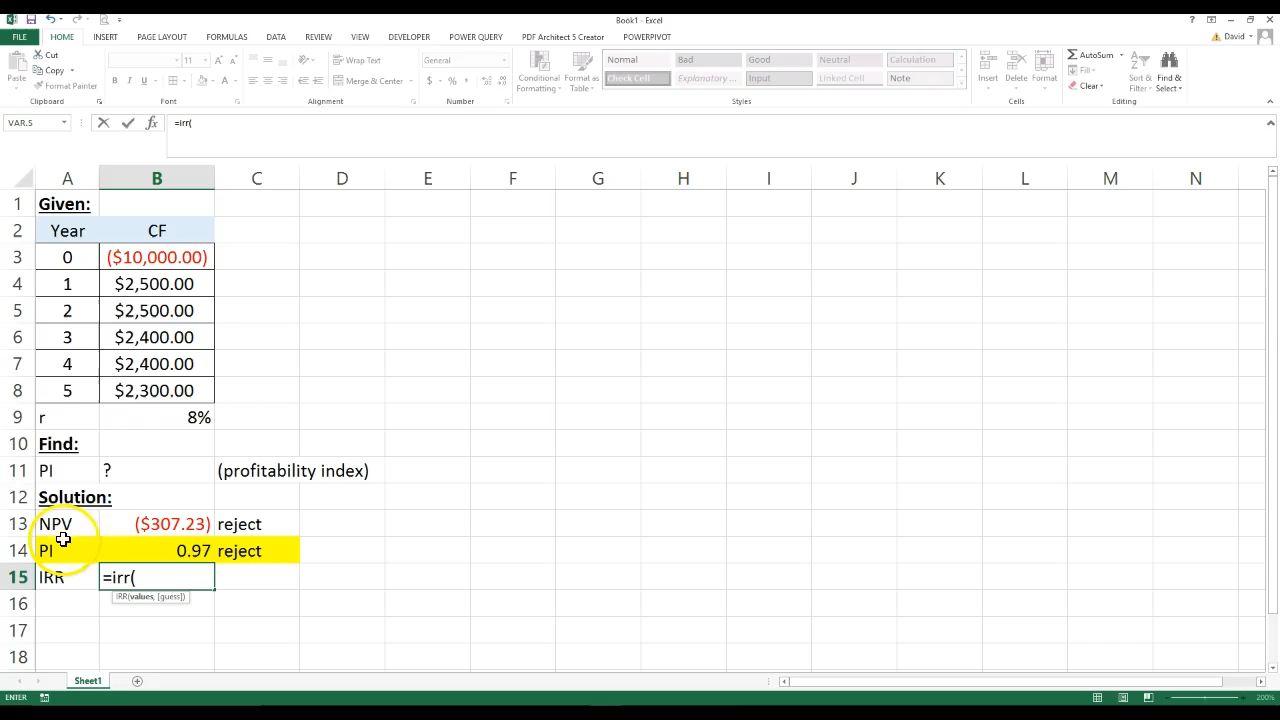 Book1 - Excel
?
FILE HOME INSERT PAGE LAYOUT FORMULAS DATA REVIEW VIEW DEVELOPER POWER QUERY PDF Architect 5 Creator POWERPIVOT David
Paste
Cut
Copy
Format Painter
Clipboard
11
B I U
Font
Wrap Text
Merge & Center
Alignment
General
$ % ,
Number
Conditional Formatting
Format as Table
Normal Bad Good Neutral Calculation
Check Cell Explanatory ... Input Linked Cell Note
Styles
Insert Delete Format
Cells
AutoSum
Fill
Clear
Sort & Filter
Find & Select
Editing
VAR.S fx =irr(
A B C D E F G H I J K L M N
1 Given:
2 Year CF
3 0 ($10,000.00)
4 1 $2,500.00
5 2 $2,500.00
6 3 $2,400.00
7 4 $2,400.00
8 5 $2,300.00
9 r 8%
10 Find:
11 PI ? (profitability index)
12 Solution:
13 NPV ($307.23) reject
14 PI 0.97 reject
15 IRR =irr(
IRR(values, [guess])
16
17
18
Sheet1
ENTER 200%